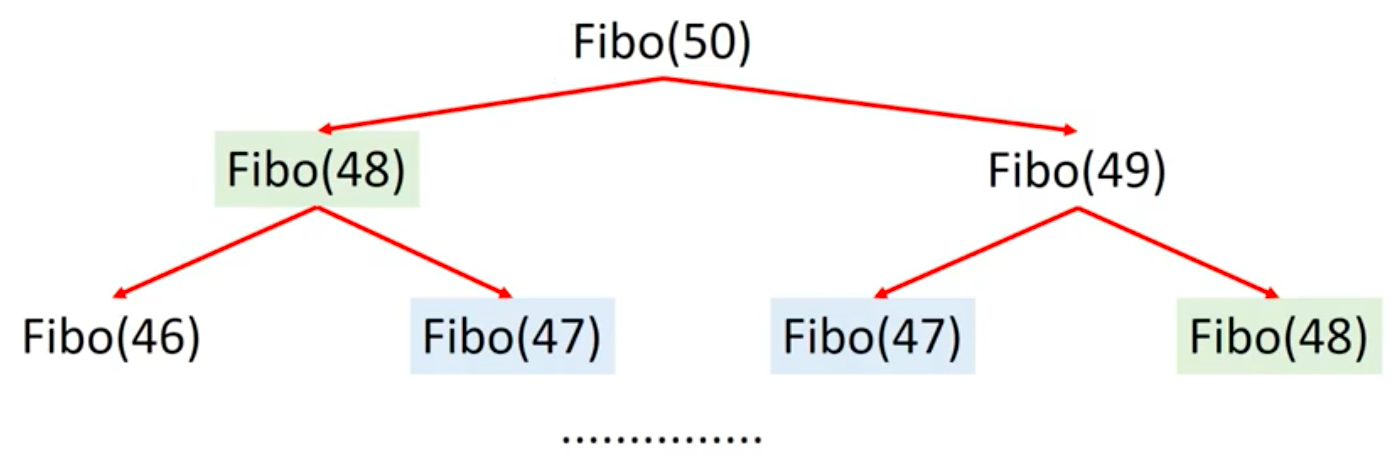 Fibo(50)
Fibo(48) Fibo(49)
Fibo(46) Fibo(47) Fibo(47) Fibo(48)
...............